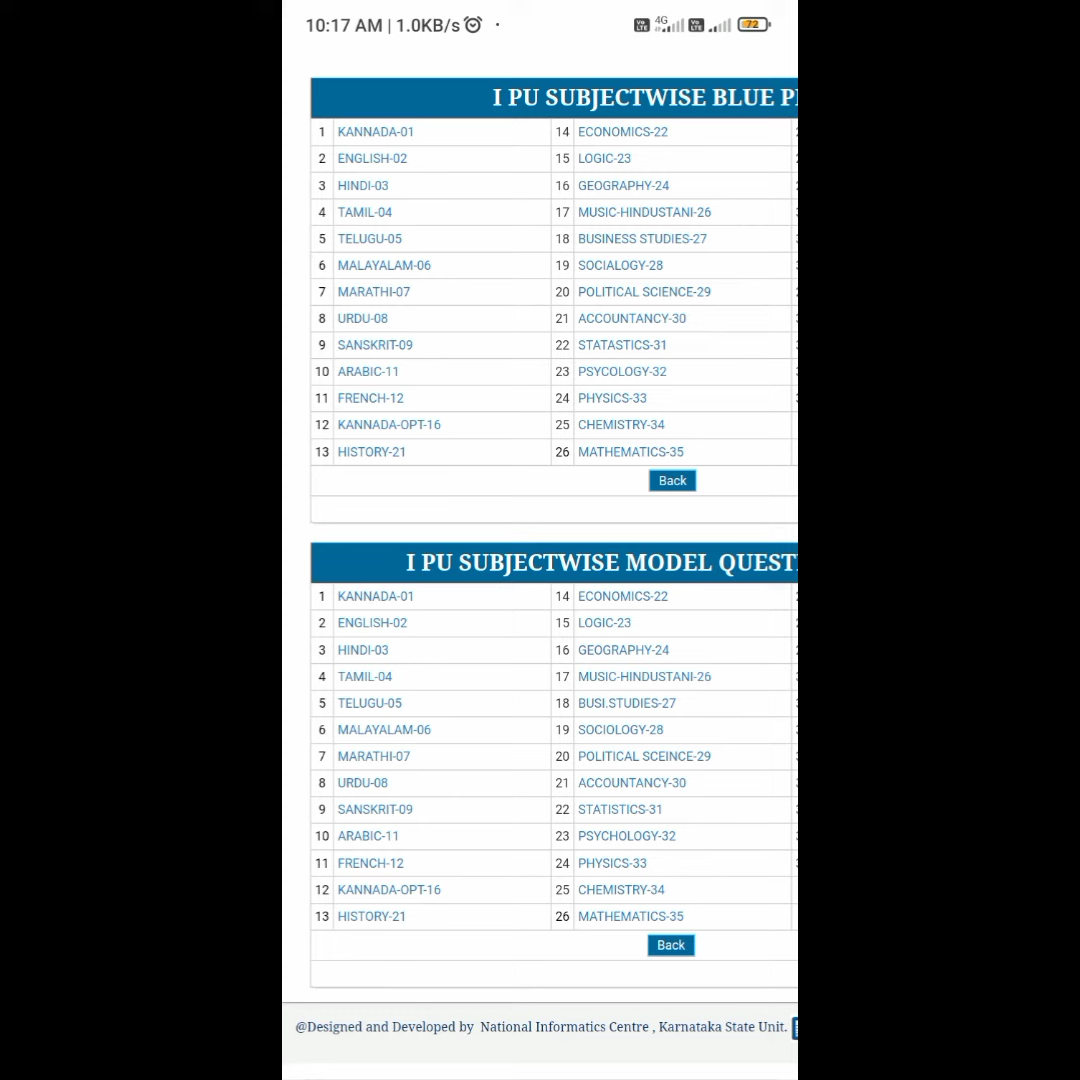 10:17 AM | 1.0KB/s
4G
72
I PU SUBJECTWISE BLUE
1 KANNADA-01 14 ECONOMICS-22
2 ENGLISH-02 15 LOGIC-23
3 HINDI-03 16 GEOGRAPHY-24
4 TAMIL-04 17 MUSIC-HINDUSTANI-26
5 TELUGU-05 18 BUSINESS STUDIES-27
6 MALAYALAM-06 19 SOCIALOGY-28
7 MARATHI-07 20 POLITICAL SCIENCE-29
8 URDU-08 21 ACCOUNTANCY-30
9 SANSKRIT-09 22 STATASTICS-31
10 ARABIC-11 23 PSYCOLOGY-32
11 FRENCH-12 24 PHYSICS-33
12 KANNADA-OPT-16 25 CHEMISTRY-34
13 HISTORY-21 26 MATHEMATICS-35
Back
I PU SUBJECTWISE MODEL QUEST
1 KANNADA-01 14 ECONOMICS-22
2 ENGLISH-02 15 LOGIC-23
3 HINDI-03 16 GEOGRAPHY-24
4 TAMIL-04 17 MUSIC-HINDUSTANI-26
5 TELUGU-05 18 BUSI.STUDIES-27
6 MALAYALAM-06 19 SOCIOLOGY-28
7 MARATHI-07 20 POLITICAL SCEINCE-29
8 URDU-08 21 ACCOUNTANCY-30
9 SANSKRIT-09 22 STATISTICS-31
10 ARABIC-11 23 PSYCHOLOGY-32
11 FRENCH-12 24 PHYSICS-33
12 KANNADA-OPT-16 25 CHEMISTRY-34
13 HISTORY-21 26 MATHEMATICS-35
Back
@Designed and Developed by National Informatics Centre , Karnataka State Unit.